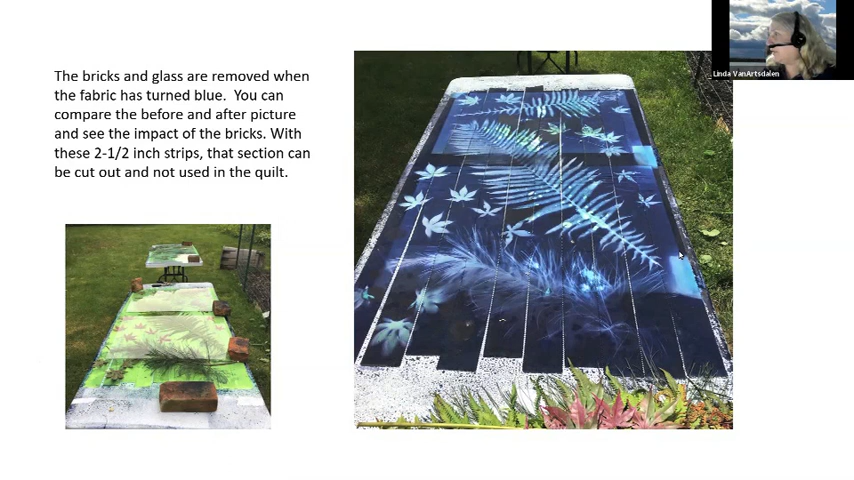 The bricks and glass are removed when
the fabric has turned blue.  You can
compare the before and after picture
and see the impact of the bricks. With
these 2-1/2 inch strips, that section can
be cut out and not used in the quilt.
Linda VanArtsdalen